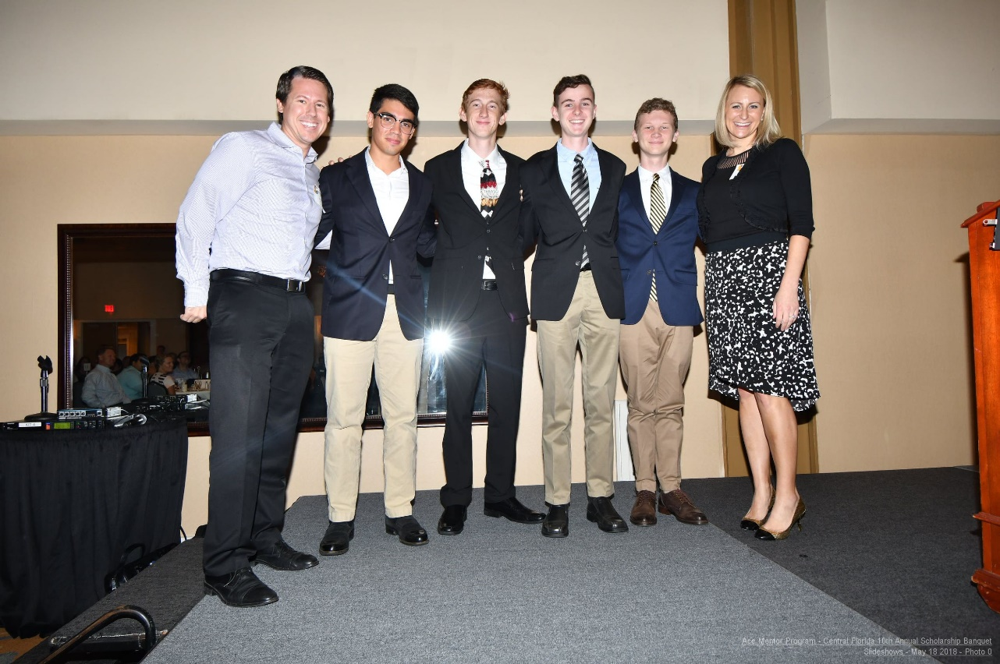 Ace Mentor Program - Central Florida 10th Annual Scholarship Banquet
Slideshows - May 18 2018 - Photo 0